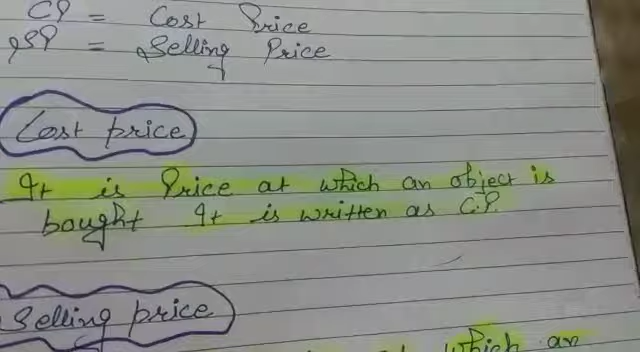 CP = Cost Price
SP = Selling Price
Cost price
It is Price at which an object is
bought It is written as C.P.
Selling price
which an